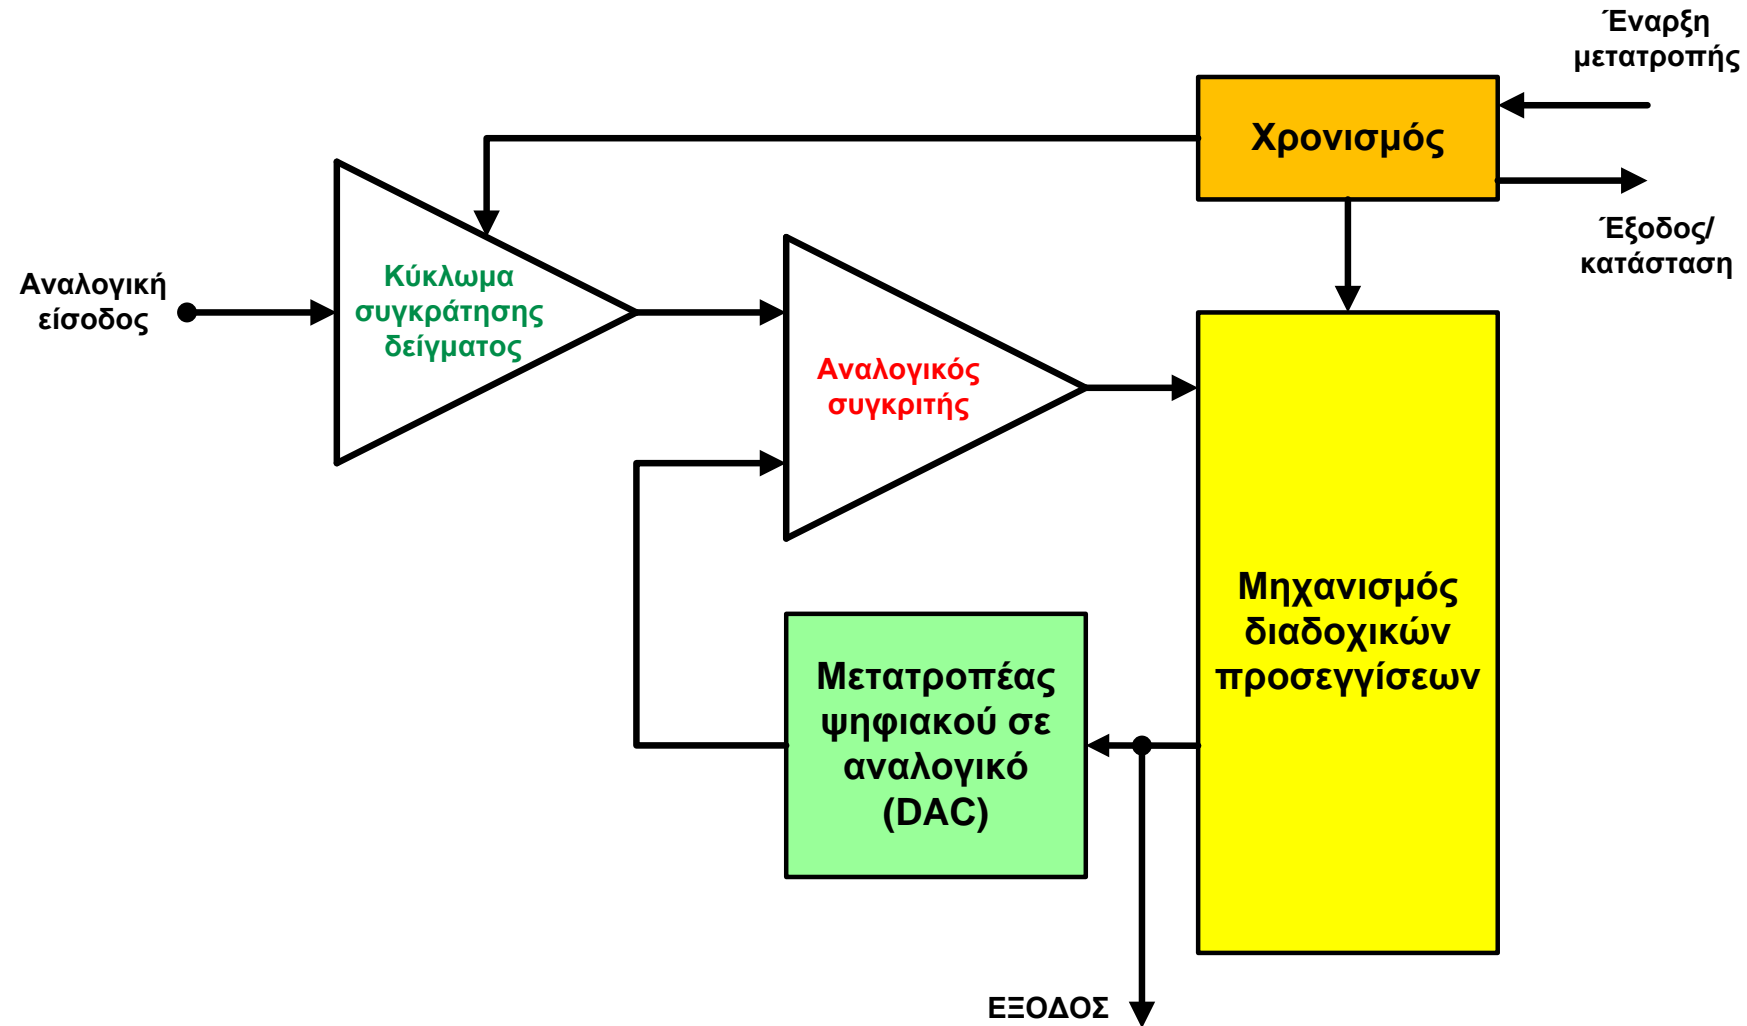 Έναρξη
μετατροπής
Χρονισμός
Έξοδος/
κατάσταση
Αναλογική
είσοδος
Κύκλωμα
συγκράτησης
δείγματος
Αναλογικός
συγκριτής
Μηχανισμός
διαδοχικών
προσεγγίσεων
Μετατροπέας
ψηφιακού σε
αναλογικό
(DAC)
ΕΞΟΔΟΣ